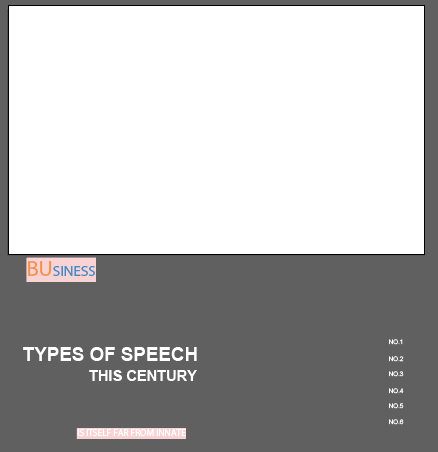 BUSINESS
TYPES OF SPEECH
THIS CENTURY
NO.1
NO.2
NO.3
NO.4
NO.5
NO.6
IS ITSELF FAR FROM INNATE